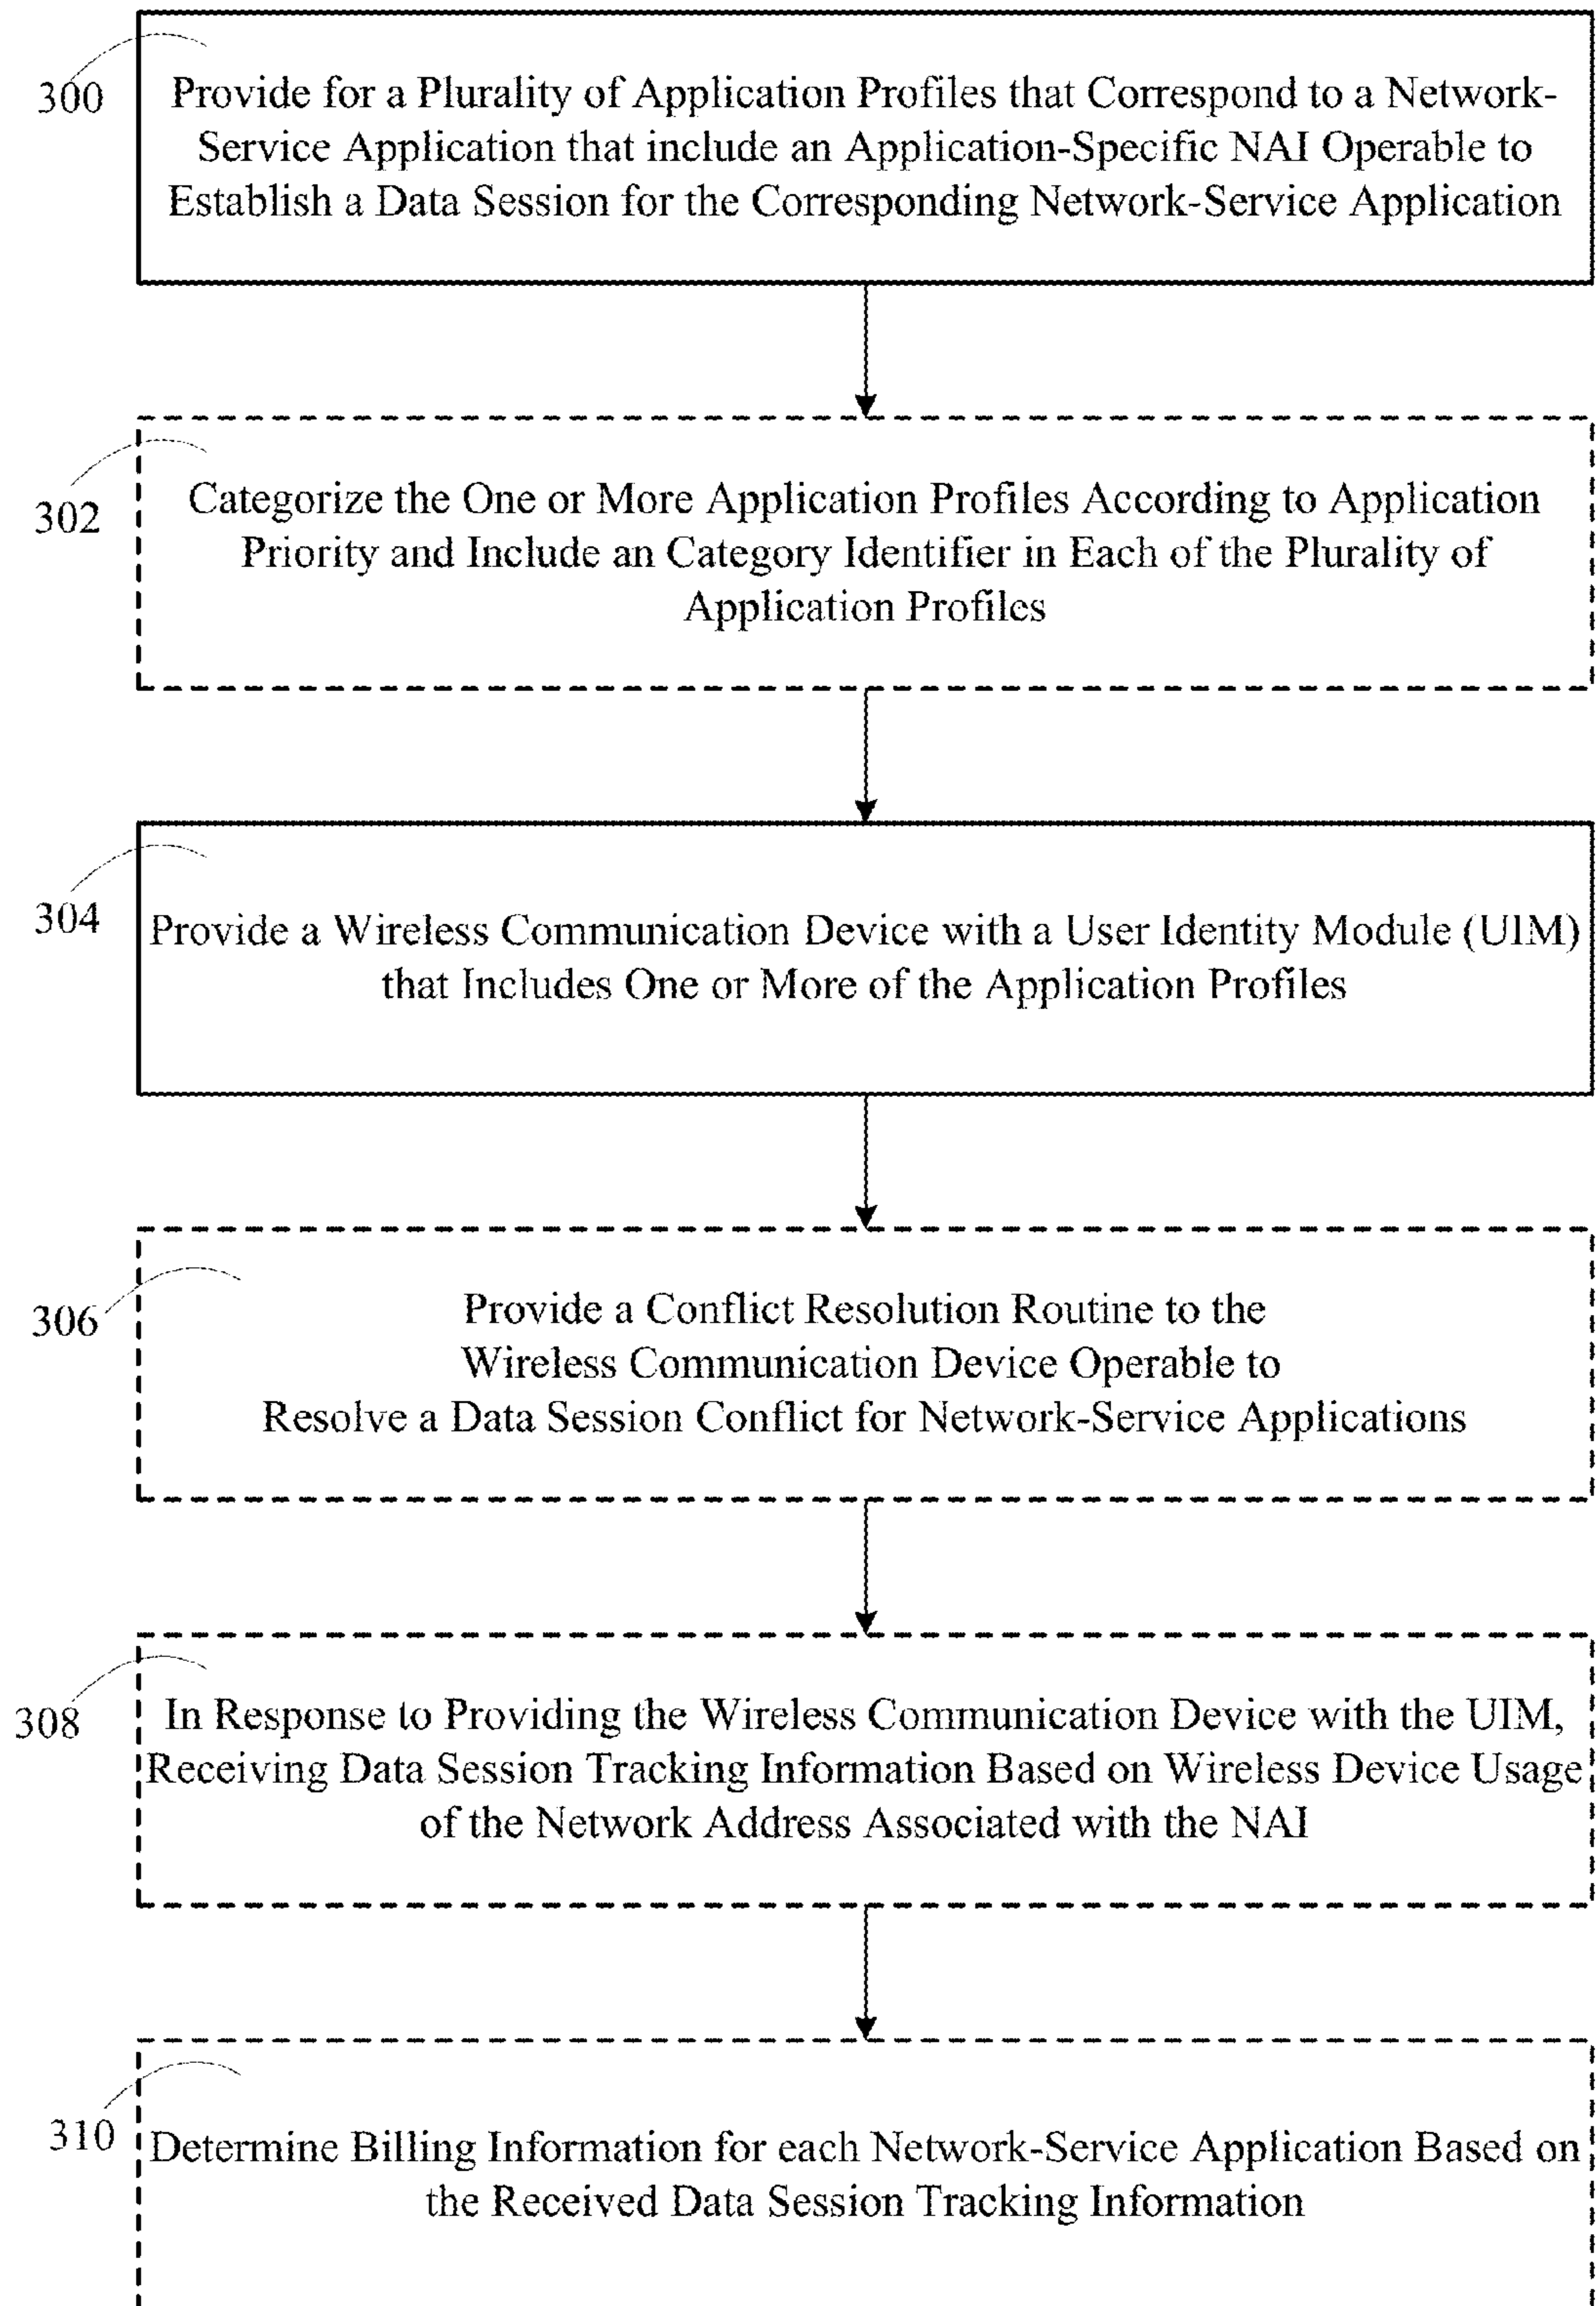 300
Provide for a Plurality of Application Profiles that Correspond to a Network-
Service Application that include an Application-Specific NAI Operable to
Establish a Data Session for the Corresponding Network-Service Application
302
Categorize the One or More Application Profiles According to Application
Priority and Include an Category Identifier in Each of the Plurality of
Application Profiles
304
Provide a Wireless Communication Device with a User Identity Module (UIM)
that Includes One or More of the Application Profiles
306
Provide a Conflict Resolution Routine to the
Wireless Communication Device Operable to
Resolve a Data Session Conflict for Network-Service Applications
308
In Response to Providing the Wireless Communication Device with the UIM,
Receiving Data Session Tracking Information Based on Wireless Device Usage
of the Network Address Associated with the NAI
310
Determine Billing Information for each Network-Service Application Based on
the Received Data Session Tracking Information